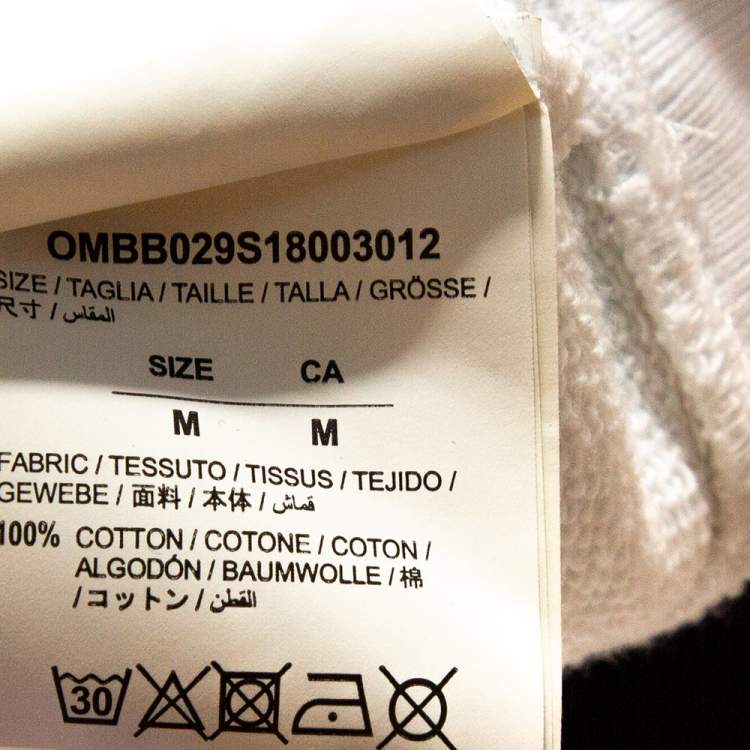 OMBB029S18003012
SIZE / TAGLIA / TAILLE / TALLA / GRÖSSE /
尺寸 / المقاس
SIZE CA
M M
FABRIC / TESSUTO / TISSUS / TEJIDO /
GEWEBE / 面料 / 本体 / قماش
100% COTTON / COTONE / COTON /
ALGODÓN / BAUMWOLLE / 棉
/ コットン / القطن
30